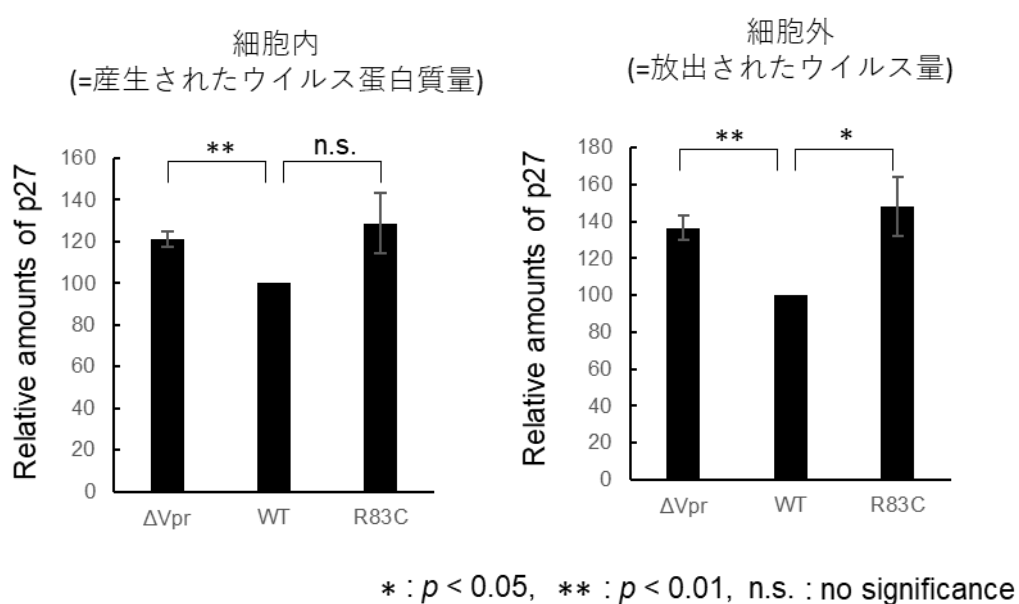 細胞内
(=産生されたウイルス蛋白質量)
Relative amounts of p27
160
140
120
100
80
60
40
20
0
**
n.s.
ΔVpr WT R83C
細胞外
(=放出されたウイルス量)
Relative amounts of p27
180
160
140
120
100
80
60
40
20
0
**
*
ΔVpr WT R83C
* : p < 0.05, ** : p < 0.01, n.s. : no significance